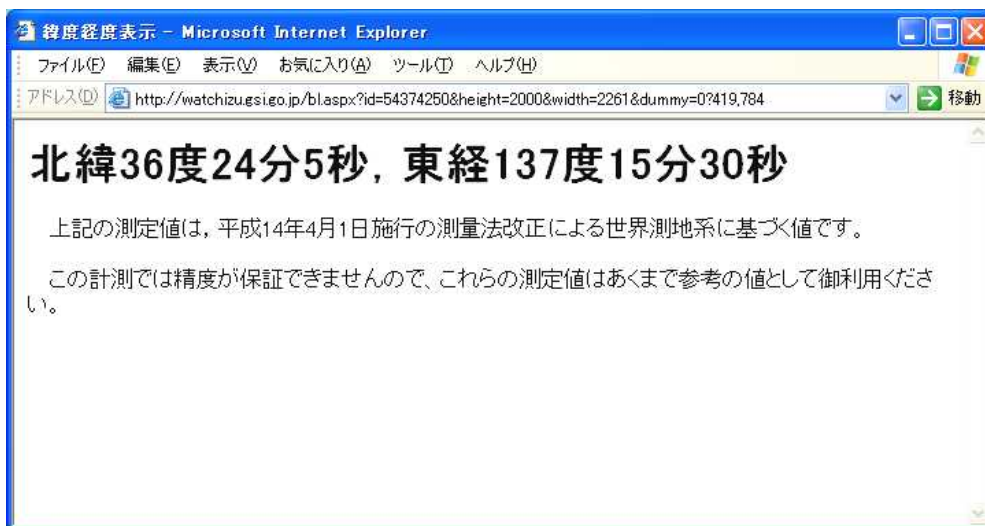 緯度経度表示 - Microsoft Internet Explorer
ファイル(F) 編集(E) 表示(V) お気に入り(A) ツール(T) ヘルプ(H)
アドレス(D) http://watchizu.gsi.go.jp/bl.aspx?id=54374250&height=2000&width=2261&dummy=0?419,784 移動
北緯36度24分5秒, 東経137度15分30秒
上記の測定値は, 平成14年4月1日施行の測量法改正による世界測地系に基づく値です。
この計測では精度が保証できませんので、これらの測定値はあくまで参考の値として御利用くださ
い。